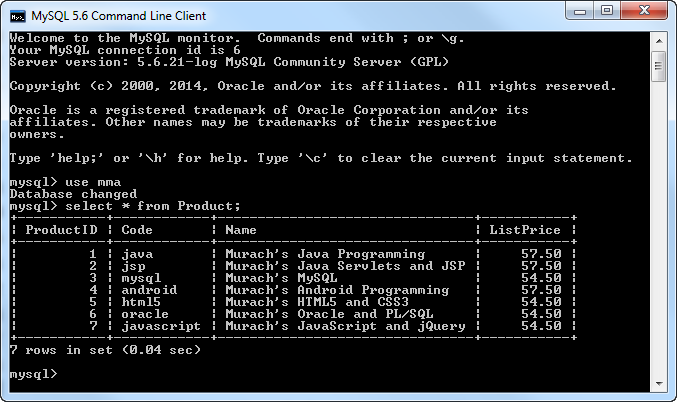 MySQL 5.6 Command Line Client
Welcome to the MySQL monitor.  Commands end with ; or \g.
Your MySQL connection id is 6
Server version: 5.6.21-log MySQL Community Server (GPL)
Copyright (c) 2000, 2014, Oracle and/or its affiliates. All rights reserved.
Oracle is a registered trademark of Oracle Corporation and/or its
affiliates. Other names may be trademarks of their respective
owners.
Type 'help;' or '\h' for help. Type '\c' to clear the current input statement.
mysql> use mma
Database changed
mysql> select * from Product;
+-----------+------------+--------------------------------+-----------+
| ProductID | Code       | Name                           | ListPrice |
+-----------+------------+--------------------------------+-----------+
|         1 | java       | Murach's Java Programming      |     57.50 |
|         2 | jsp        | Murach's Java Servlets and JSP |     57.50 |
|         3 | mysql      | Murach's MySQL                 |     54.50 |
|         4 | android    | Murach's Android Programming   |     57.50 |
|         5 | html5      | Murach's HTML5 and CSS3        |     54.50 |
|         6 | oracle     | Murach's Oracle and PL/SQL     |     54.50 |
|         7 | javascript | Murach's JavaScript and jQuery |     54.50 |
+-----------+------------+--------------------------------+-----------+
7 rows in set (0.04 sec)
mysql>